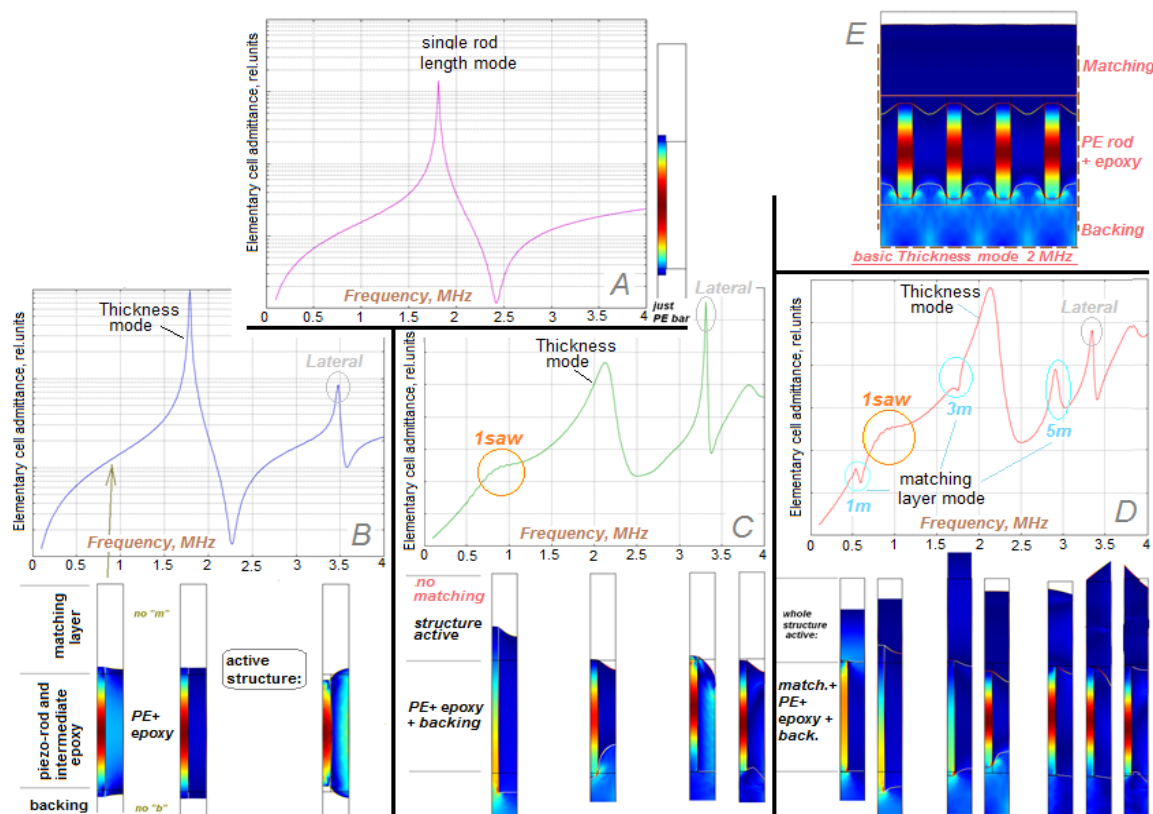 Elementary cell admittance, rel.units
single rod
length mode
Frequency, MHz
A
0 0.5 1 1.5 2 2.5 3 3.5 4
just
PE bar
E
Matching
PE rod
+ epoxy
Backing
basic Thickness mode 2 MHz
Elementary cell admittance, rel.units
Thickness
mode
Lateral
Frequency, MHz
B
0 0.5 1 1.5 2 2.5 3 3.5 4
matching
layer
piezo-rod and
intermediate
epoxy
backing
no "m"
PE+
epoxy
no "b"
active
structure:
Elementary cell admittance, rel.units
Thickness
mode
Lateral
1saw
Frequency, MHz
C
0 0.5 1 1.5 2 2.5 3 3.5 4
no
matching
structure
active
PE+ epoxy
+ backing
Elementary cell admittance, rel.units
Thickness
mode
Lateral
1saw
3m
5m
1m
matching
layer mode
Frequency, MHz
D
0 0.5 1 1.5 2 2.5 3 3.5 4
whole
structure
active:
match.+
PE+
epoxy +
back.